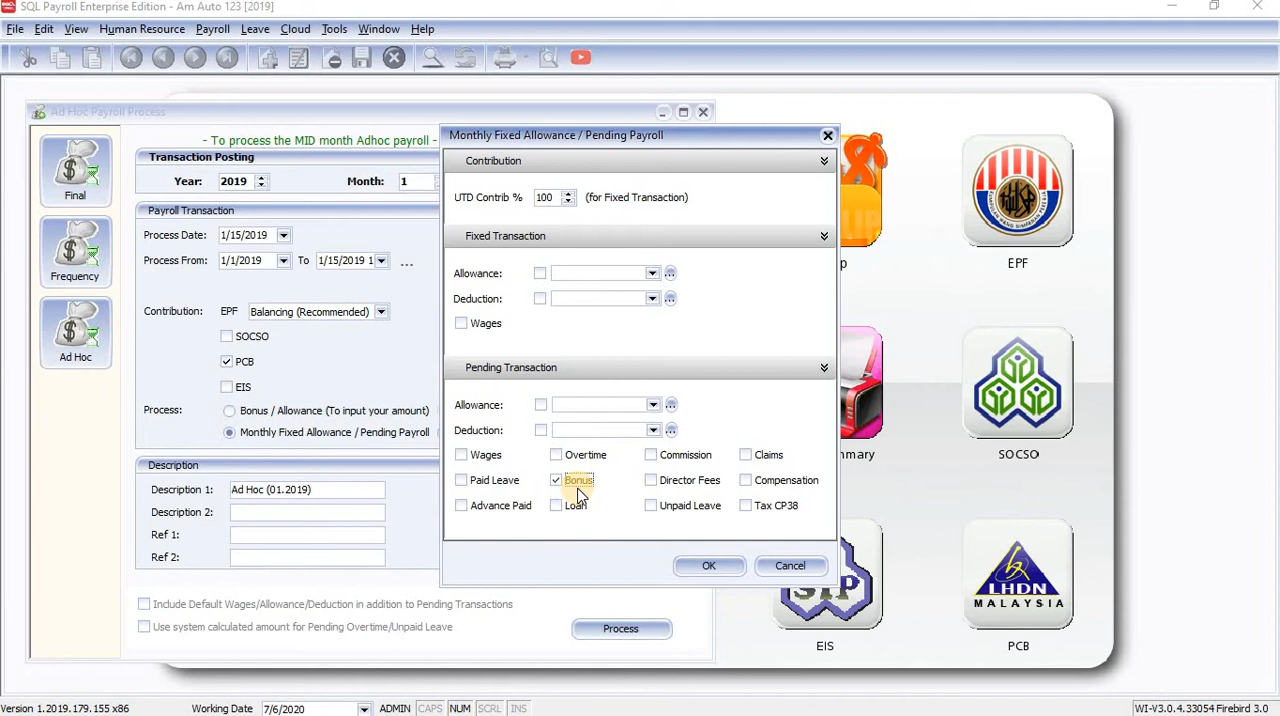 SQL Payroll Enterprise Edition - Am Auto 123 [2019]
File Edit View Human Resource Payroll Leave Cloud Tools Window Help
Ad Hoc Payroll Process
Final
Frequency
Ad Hoc
- To process the MID month Adhoc payroll -
Transaction Posting
Year: 2019 Month: 1
Payroll Transaction
Process Date: 1/15/2019
Process From: 1/1/2019 To 1/15/2019 1 ...
Contribution: EPF Balancing (Recommended)
SOCSO
PCB
EIS
Process: Bonus / Allowance (To input your amount)
Monthly Fixed Allowance / Pending Payroll
Description
Description 1: Ad Hoc (01.2019)
Description 2:
Ref 1:
Ref 2:
Include Default Wages/Allowance/Deduction in addition to Pending Transactions
Use system calculated amount for Pending Overtime/Unpaid Leave
Process
Monthly Fixed Allowance / Pending Payroll
Contribution
UTD Contrib % 100 (for Fixed Transaction)
Fixed Transaction
Allowance:
Deduction:
Wages
Pending Transaction
Allowance:
Deduction:
Wages Overtime Commission Claims
Paid Leave Bonus Director Fees Compensation
Advance Paid Loan Unpaid Leave Tax CP38
OK Cancel
EPF
SOCSO
mmary
SIP
EIS
LHDN
MALAYSIA
PCB
Version 1.2019.179.155 x86 Working Date 7/6/2020 ADMIN CAPS NUM SCRL INS WI-V3.0.4.33054 Firebird 3.0